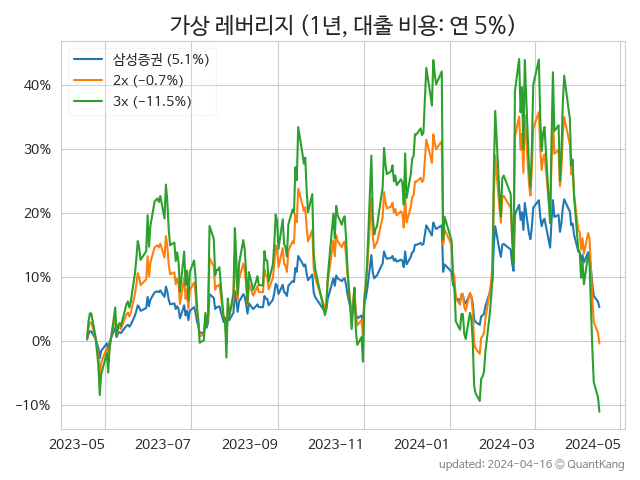 가상 레버리지 (1년, 대출 비용: 연 5%)
삼성증권 (5.1%)
2x (−0.7%)
3x (−11.5%)
40%
30%
20%
10%
0%
−10%
2023-05 2023-07 2023-09 2023-11 2024-01 2024-03 2024-05
updated: 2024-04-16 © QuantKang